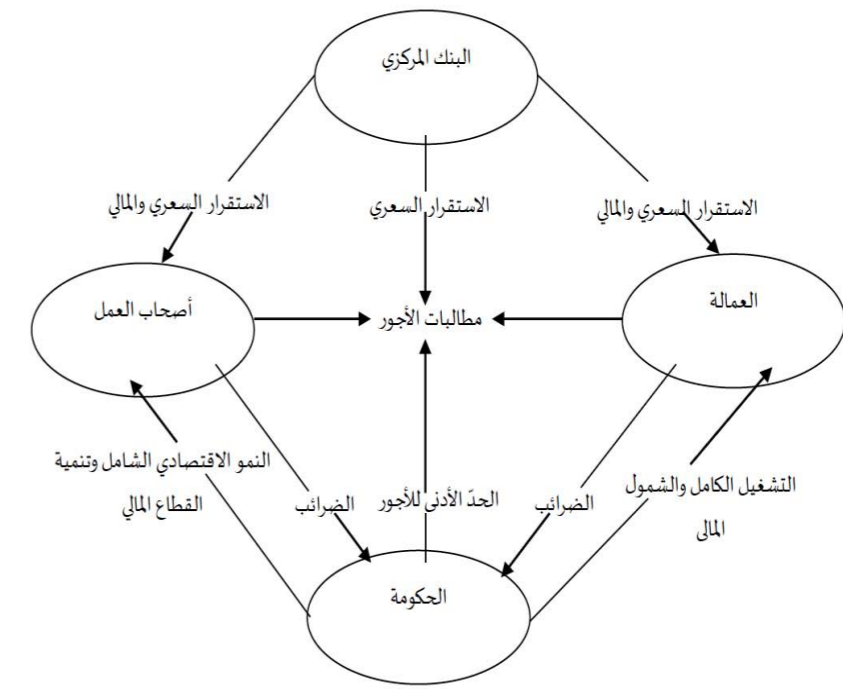 البنك المركزي
الاستقرار السعري والمالي
الاستقرار السعري
الاستقرار السعري والمالي
العمالة
مطالبات الأجور
أصحاب العمل
التشغيل الكامل والشمول
المالى
الضرائب
الحدّ الأدنى للأجور
الضرائب
النمو الاقتصادي الشامل وتنمية
القطاع المالي
الحكومة